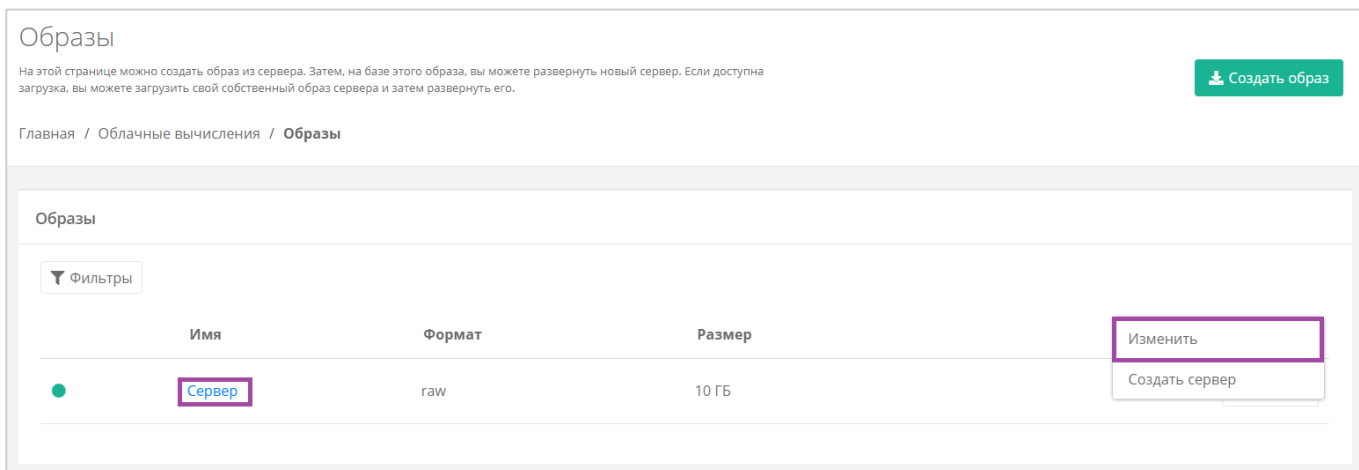 Образы
На этой странице можно создать образ из сервера. Затем, на базе этого образа, вы можете развернуть новый сервер. Если доступна
загрузка, вы можете загрузить свой собственный образ сервера и затем развернуть его.
Создать образ
Главная / Облачные вычисления / Образы
Образы
Фильтры
Имя Формат Размер
Изменить
Сервер raw 10 ГБ
Создать сервер